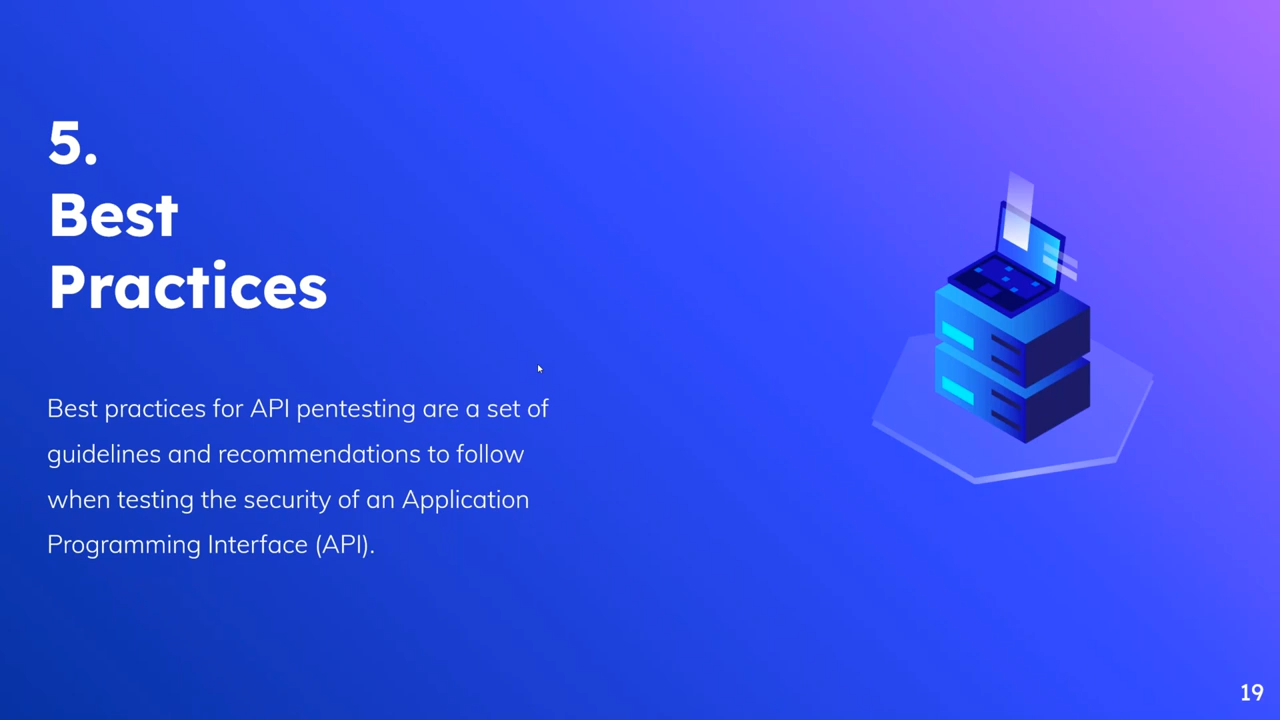 5.
Best
Practices
Best practices for API pentesting are a set of
guidelines and recommendations to follow
when testing the security of an Application
Programming Interface (API).
19